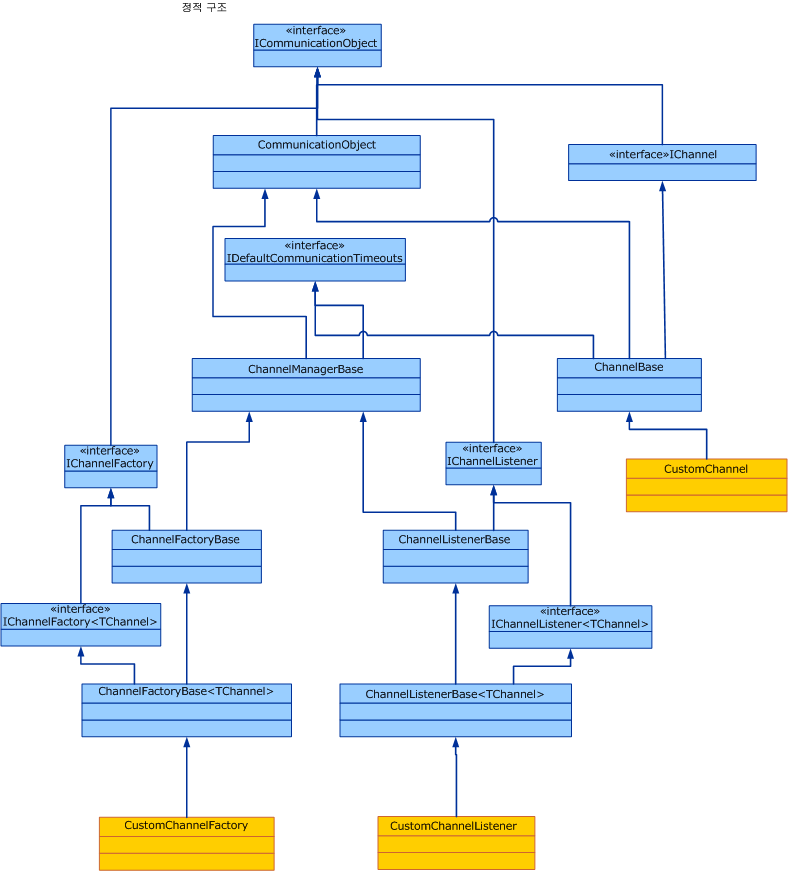 정적 구조
«interface»
ICommunicationObject
CommunicationObject
«interface»IChannel
«interface»
IDefaultCommunicationTimeouts
ChannelManagerBase
ChannelBase
«interface»
IChannelFactory
«interface»
IChannelListener
CustomChannel
ChannelFactoryBase
ChannelListenerBase
«interface»
IChannelFactory<TChannel>
«interface»
IChannelListener<TChannel>
ChannelFactoryBase<TChannel>
ChannelListenerBase<TChannel>
CustomChannelFactory
CustomChannelListener